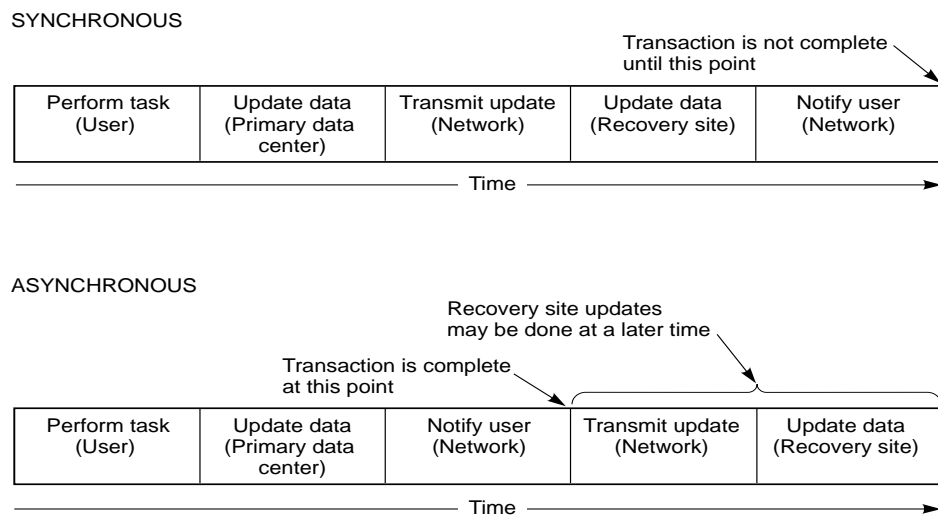 SYNCHRONOUS
Transaction is not complete
until this point
Perform task
(User)
Update data
(Primary data
center)
Transmit update
(Network)
Update data
(Recovery site)
Notify user
(Network)
Time
ASYNCHRONOUS
Recovery site updates
may be done at a later time
Transaction is complete
at this point
Perform task
(User)
Update data
(Primary data
center)
Notify user
(Network)
Transmit update
(Network)
Update data
(Recovery site)
Time